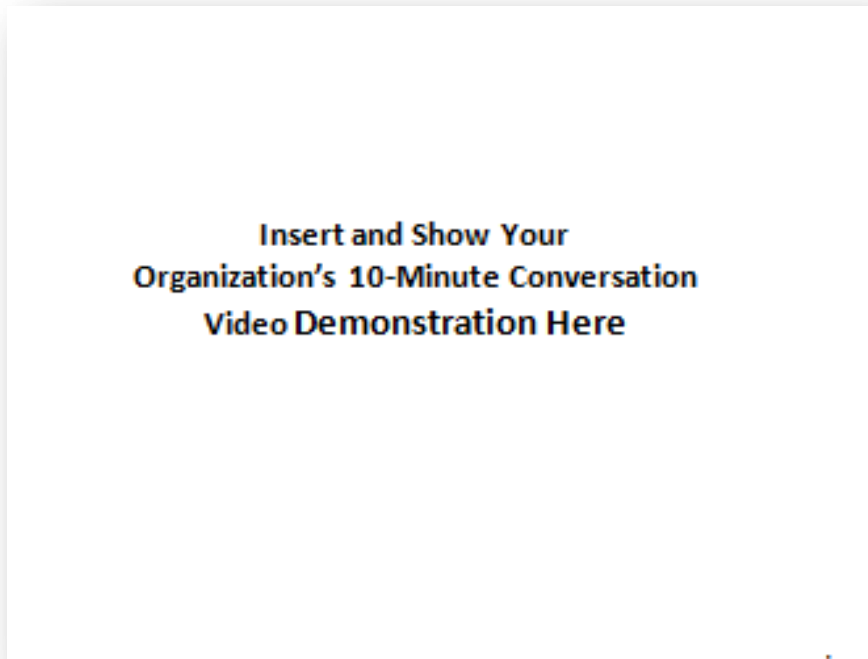 Insert and Show Your
Organization’s 10-Minute Conversation
Video Demonstration Here